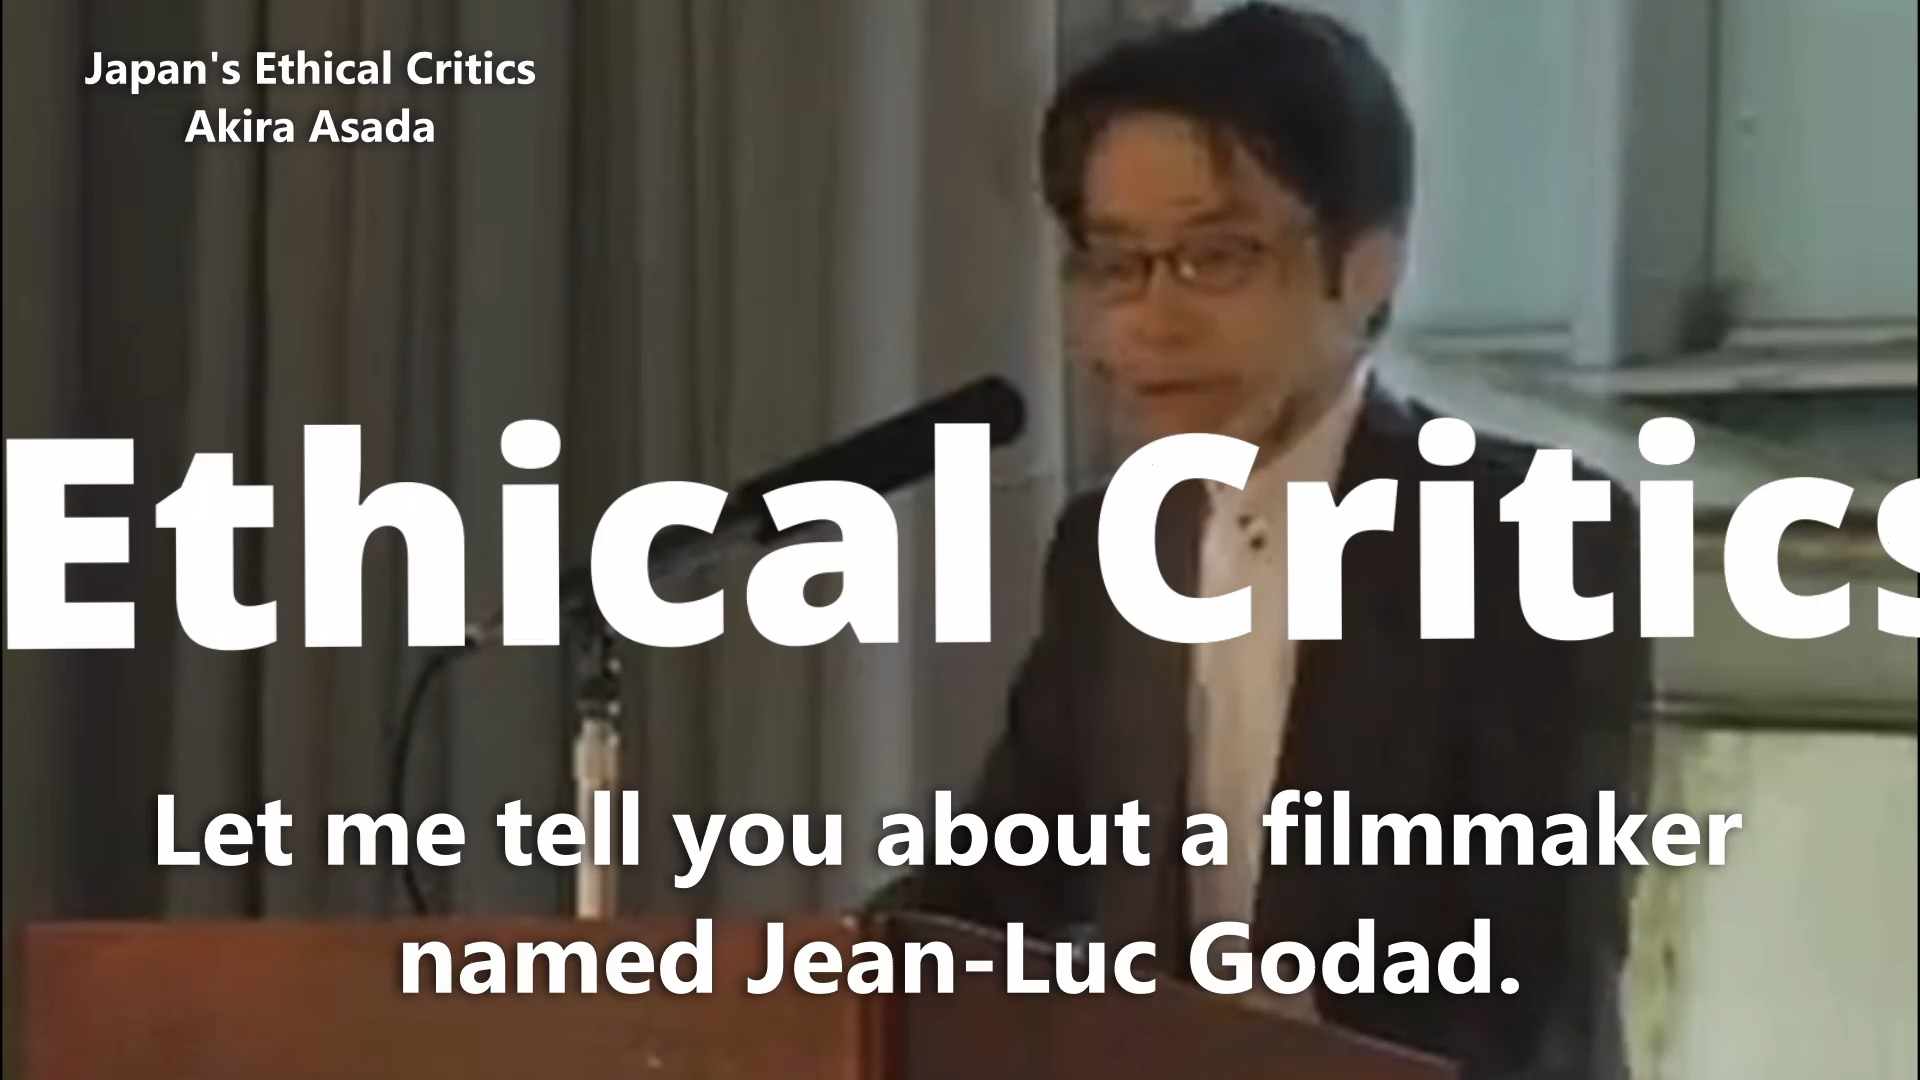 Japan's Ethical Critics
Akira Asada
Ethical Critics
Let me tell you about a filmmaker
named Jean-Luc Godad.